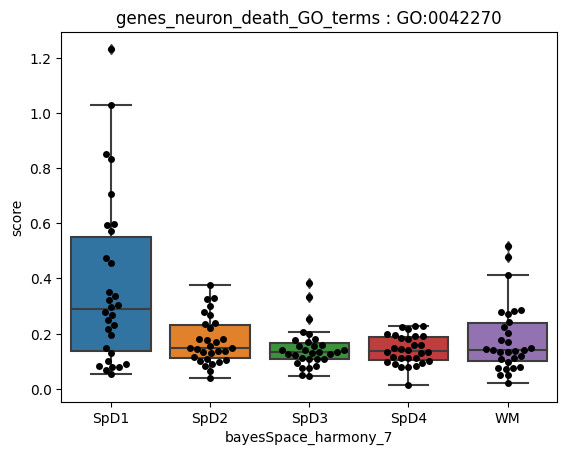 genes_neuron_death_GO_terms : GO:0042270
score
1.2
1.0
0.8
0.6
0.4
0.2
0.0
SpD1 SpD2 SpD3 SpD4 WM
bayesSpace_harmony_7